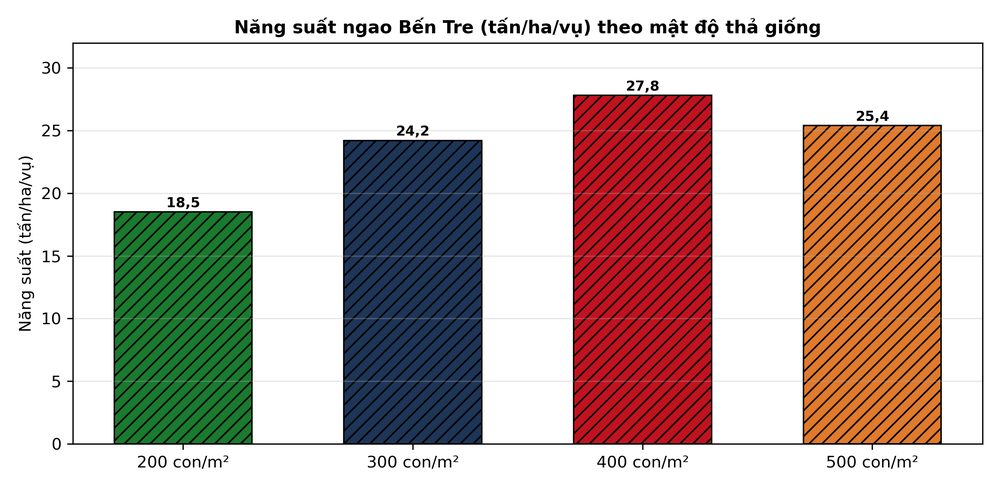 Năng suất ngao Bến Tre (tấn/ha/vụ) theo mật độ thả giống
Năng suất (tấn/ha/vụ)
30
25
20
15
10
5
0
18,5
24,2
27,8
25,4
200 con/m²
300 con/m²
400 con/m²
500 con/m²